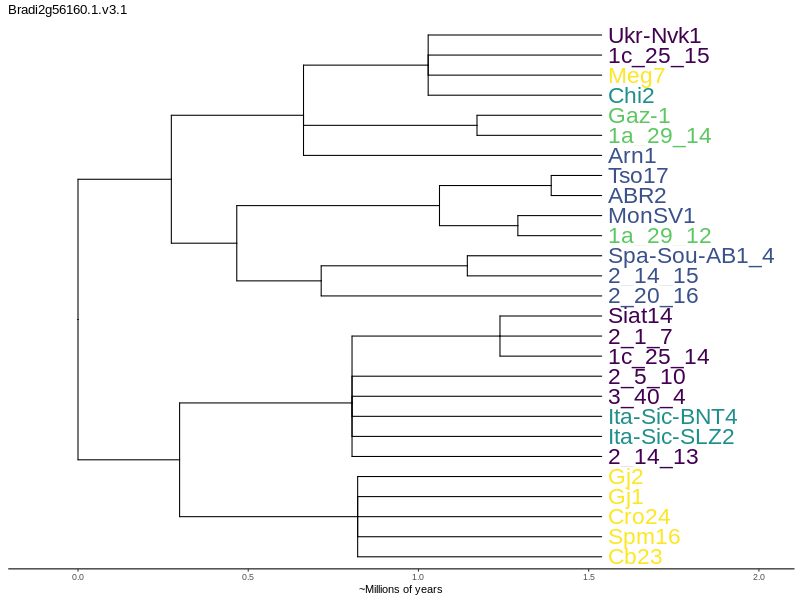 Bradi2g56160.1.v3.1
Ukr-Nvk1
1c_25_15
Meg7
Chi2
Gaz-1
1a_29_14
Arn1
Tso17
ABR2
MonSV1
1a_29_12
Spa-Sou-AB1_4
2_14_15
2_20_16
Siat14
2_1_7
1c_25_14
2_5_10
3_40_4
Ita-Sic-BNT4
Ita-Sic-SLZ2
2_14_13
Gj2
Gj1
Cro24
Spm16
Cb23
0.0 0.5 1.0 1.5 2.0
~Millions of years